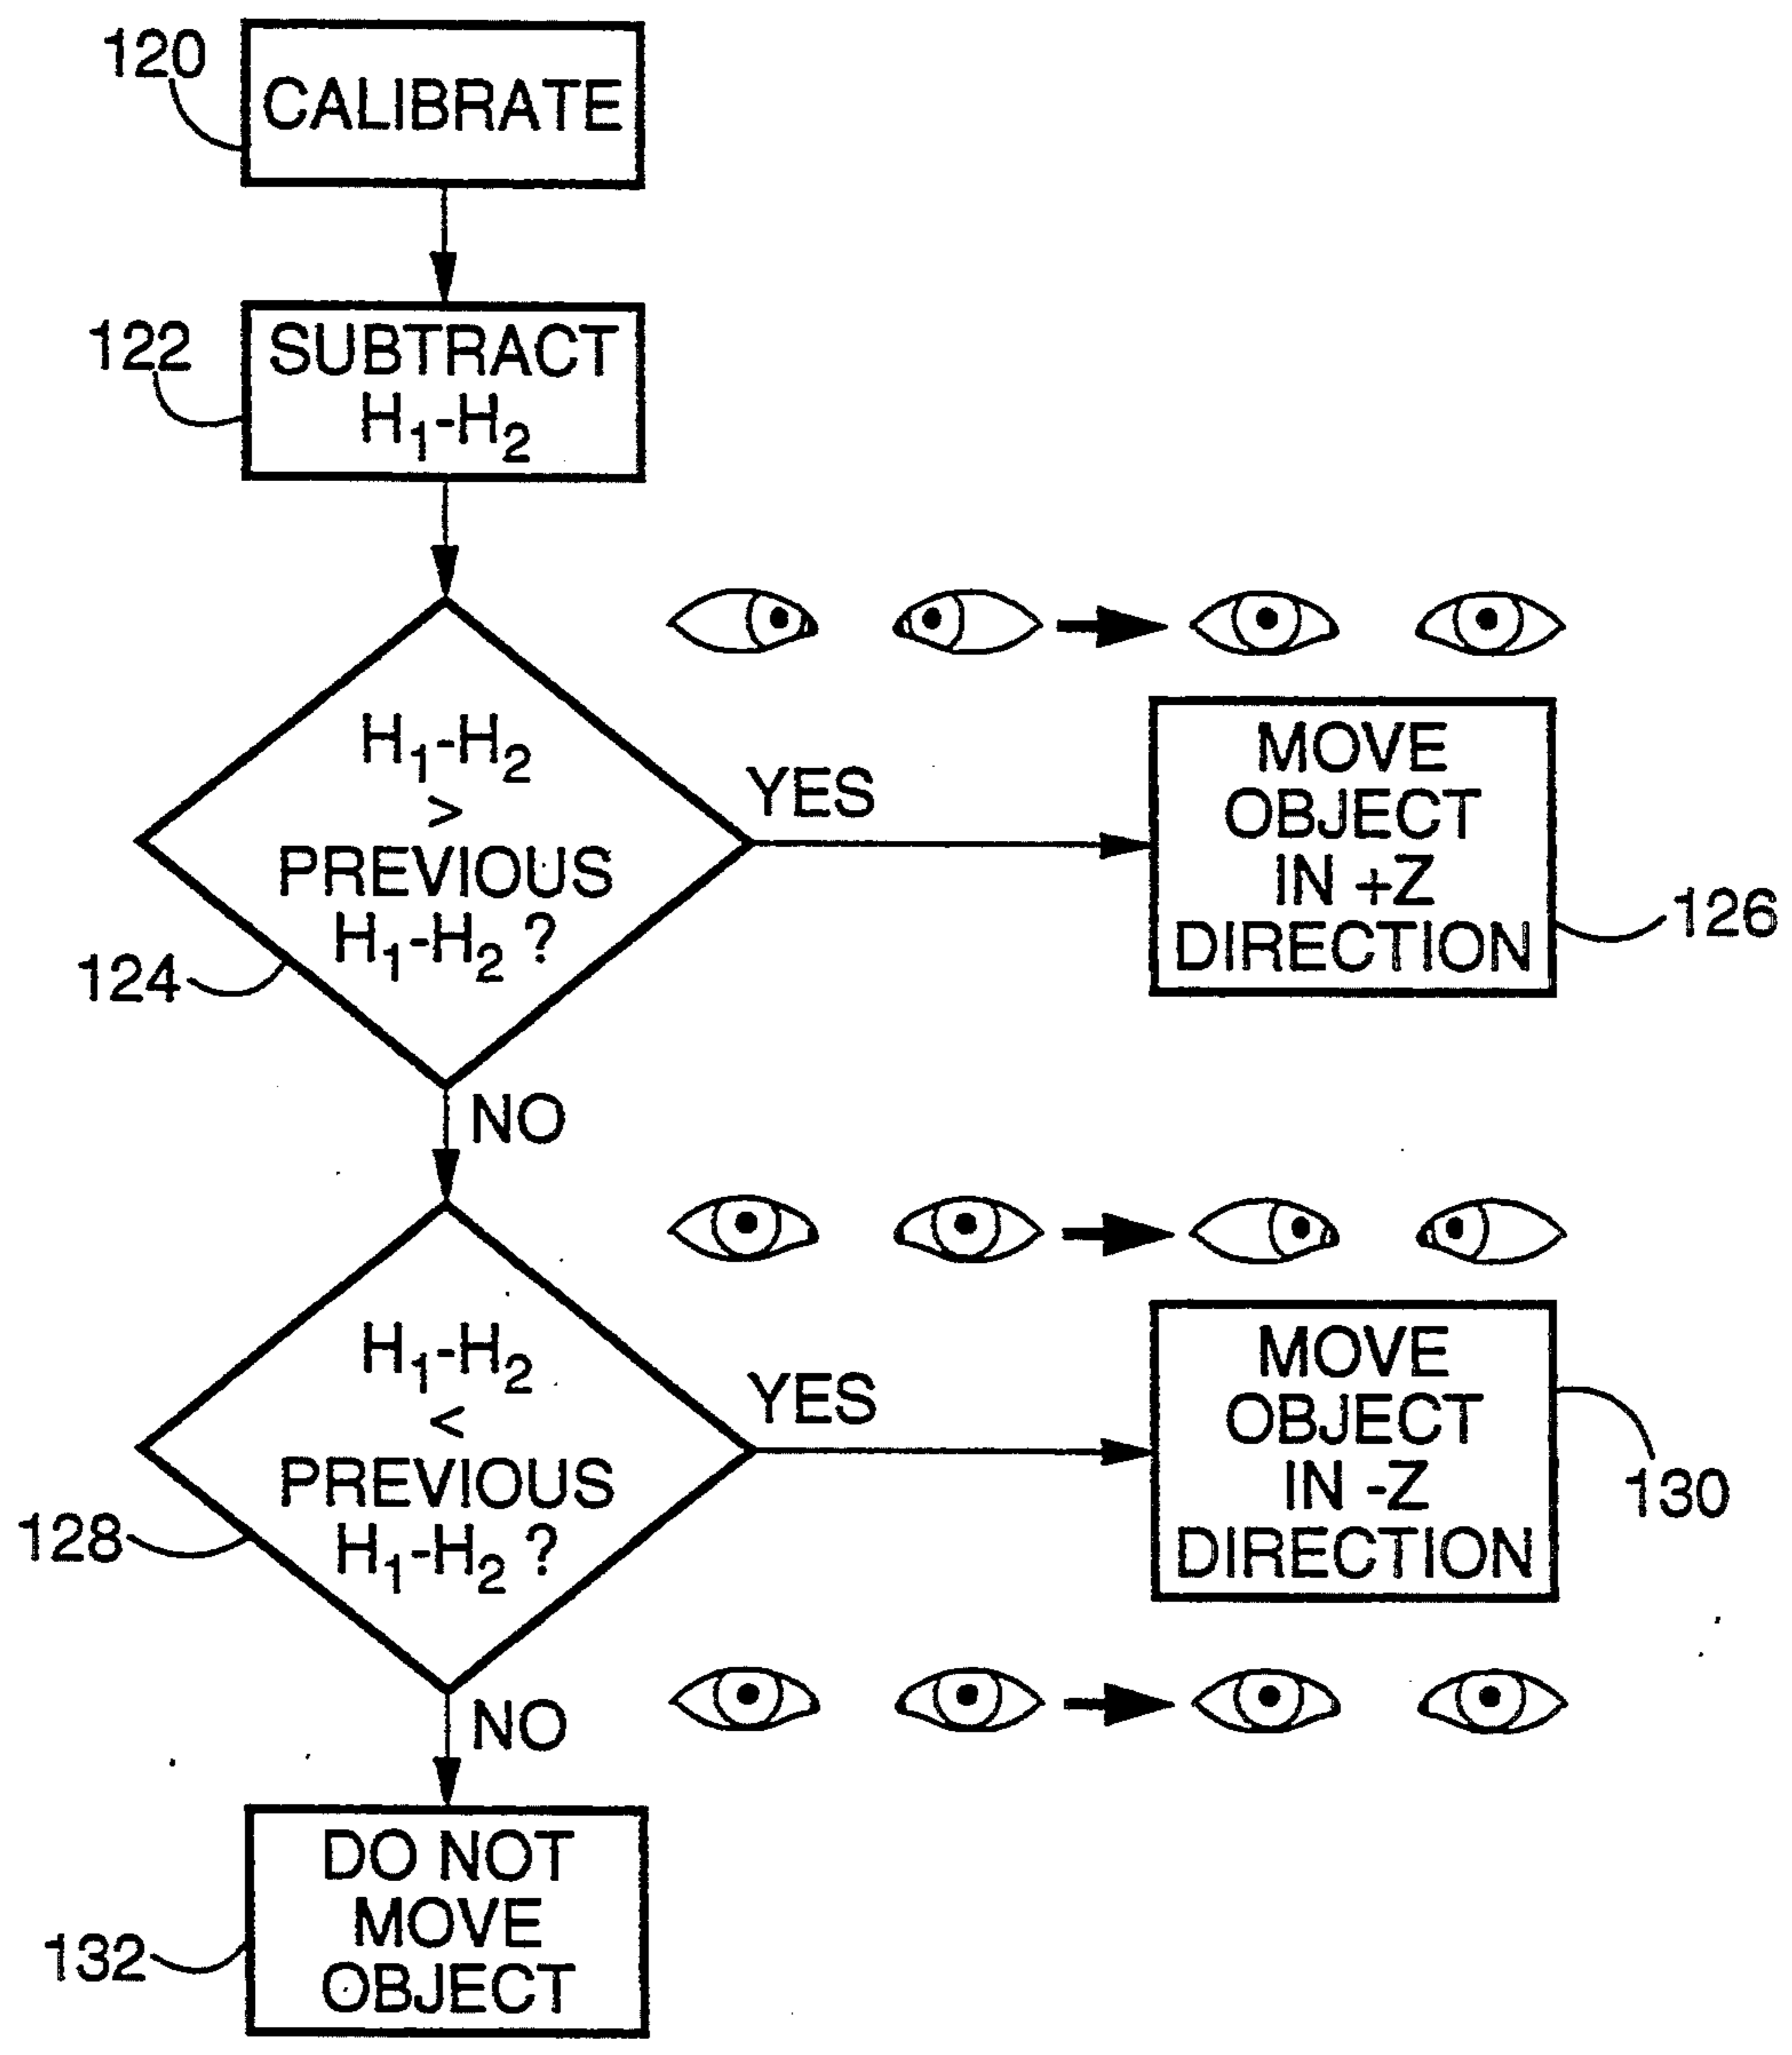 120
CALIBRATE
122
SUBTRACT
H₁-H₂
H₁-H₂
>
PREVIOUS
H₁-H₂ ?
124
YES
MOVE
OBJECT
IN +Z
DIRECTION
126
NO
H₁-H₂
<
PREVIOUS
H₁-H₂ ?
128
YES
MOVE
OBJECT
IN -Z
DIRECTION
130
NO
DO NOT
MOVE
OBJECT
132